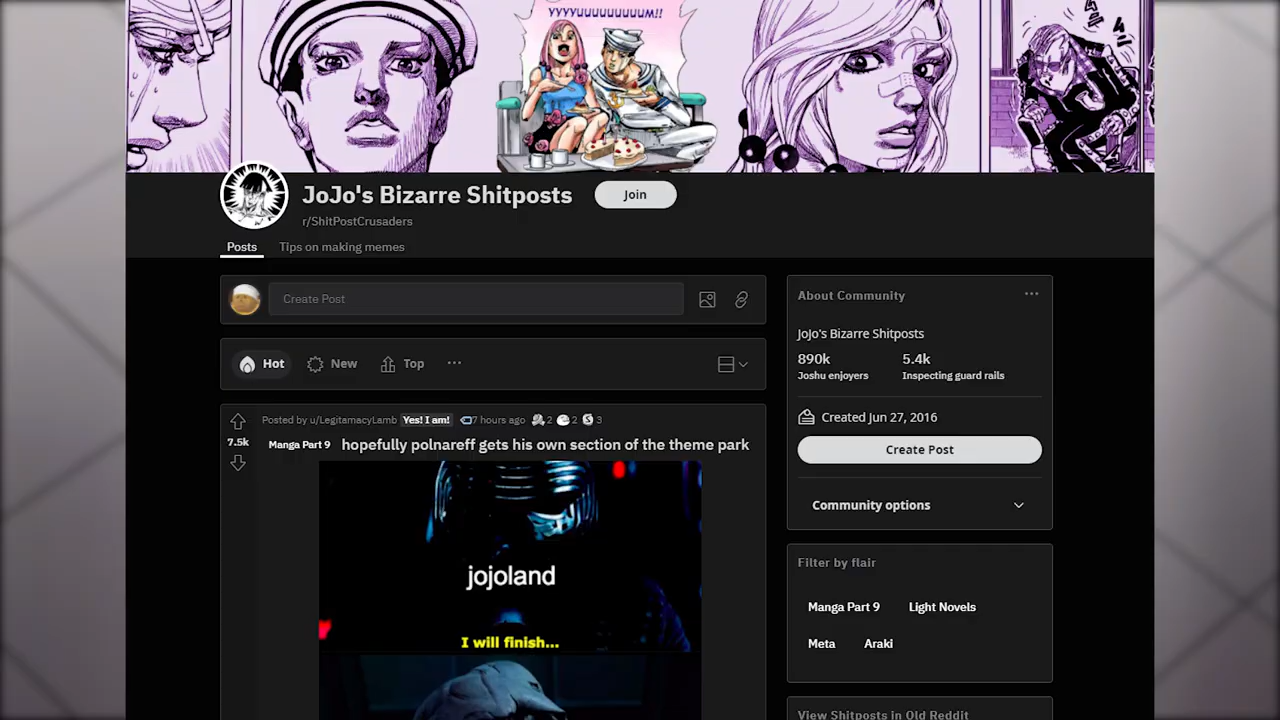 YYYYUUUUUUUUUM!!
JoJo's Bizarre Shitposts
Join
r/ShitPostCrusaders
Posts
Tips on making memes
Create Post
Hot
New
Top
Posted by u/LegitamacyLamb
Yes! I am!
7 hours ago
2
2
3
7.5k
Manga Part 9
hopefully polnareff gets his own section of the theme park
jojoland
I will finish...
About Community
JoJo's Bizarre Shitposts
890k
5.4k
Joshu enjoyers
Inspecting guard rails
Created Jun 27, 2016
Create Post
Community options
Filter by flair
Manga Part 9
Light Novels
Meta
Araki
View Shitposts in Old Reddit